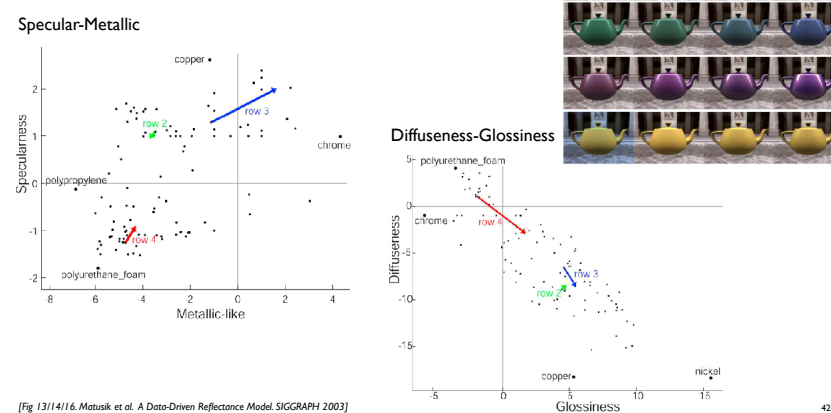 Specular-Metallic
copper
row 3
row 2
chrome
polypropylene
row 4
polyurethane_foam
Specularness
2
1
0
-1
-2
-8
-6
-4
-2
0
2
4
Metallic-like
Diffuseness-Glossiness
polyurethane_foam
chrome
row 4
row 3
row 2
copper
nickel
Diffuseness
5
0
-5
-10
-15
-5
0
5
10
15
Glossiness
[Fig 13/14/16. Matusik et al. A Data-Driven Reflectance Model. SIGGRAPH 2003]
42